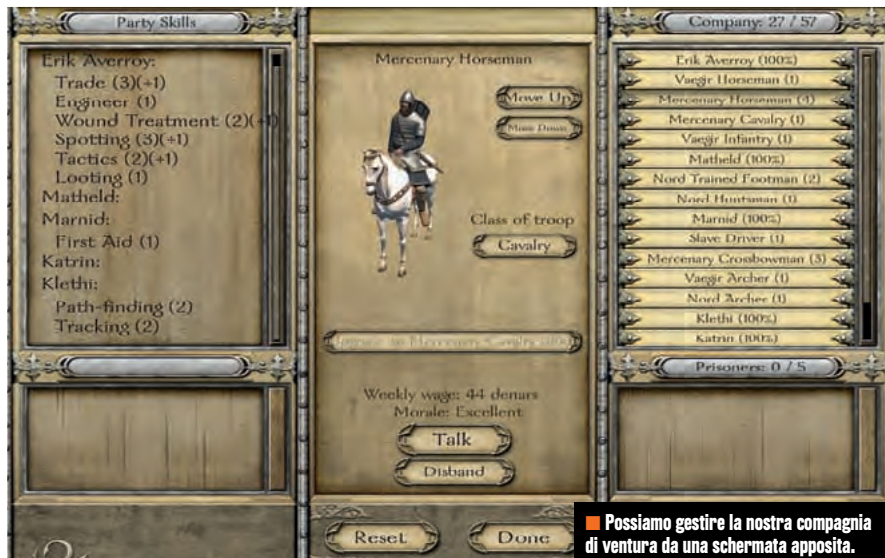 Party Skills
Erik Averroy:
Trade (3)(+1)
Engineer (1)
Wound Treatment (2)(+1)
Spotting (3)(+1)
Tactics (2)(+1)
Looting (1)
Matheld:
Marnid:
First Aid (1)
Katrin:
Klethi:
Path-finding (2)
Tracking (2)
Mercenary Horseman
Move Up
Move Down
Class of troop
Cavalry
Upgrade to Mercenary Cavalry
Weekly wage: 44 denars
Morale: Excellent
Talk
Disband
Reset
Done
Company: 27 / 57
Erik Averroy (100%)
Vaegir Horseman (1)
Mercenary Horseman (4)
Mercenary Cavalry (1)
Vaegir Infantry (1)
Matheld (100%)
Nord Trained Footman (2)
Nord Huntsman (1)
Marnid (100%)
Slave Driver (1)
Mercenary Crossbowman (3)
Vaegir Archer (1)
Nord Archer (1)
Klethi (100%)
Katrin (100%)
Prisoners: 0 / 5
Possiamo gestire la nostra compagnia
di ventura da una schermata apposita.